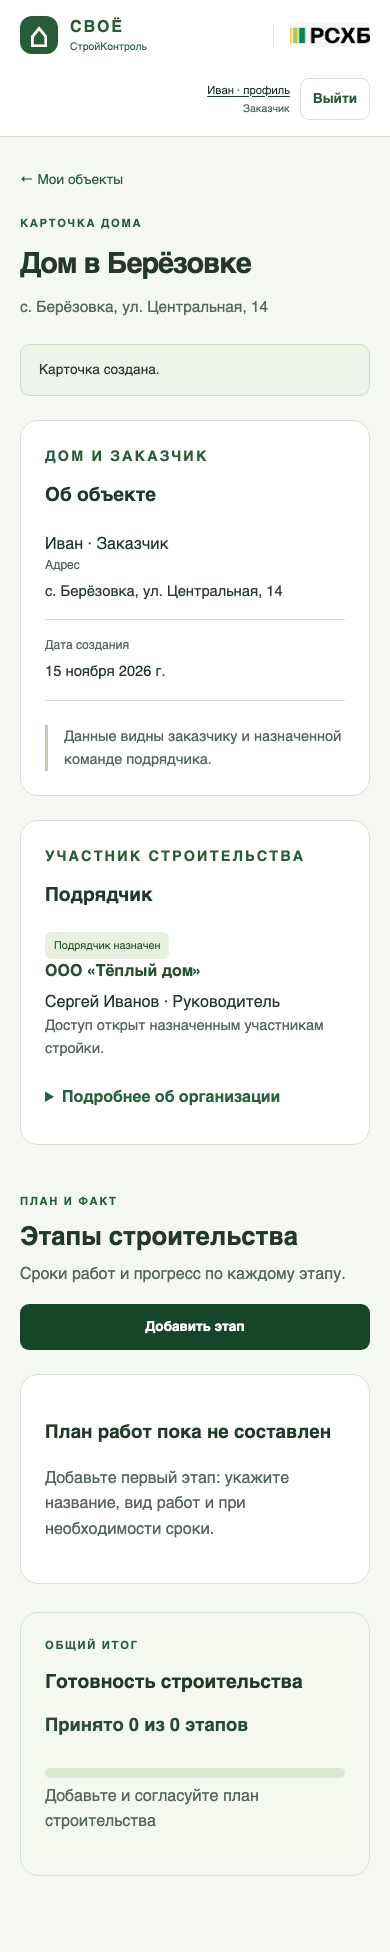 СВОЁ
СтройКонтроль
РСХБ
Иван · профиль
Заказчик
Выйти
← Мои объекты
КАРТОЧКА ДОМА
Дом в Берёзовке
с. Берёзовка, ул. Центральная, 14
Карточка создана.
ДОМ И ЗАКАЗЧИК
Об объекте
Иван · Заказчик
Адрес
с. Берёзовка, ул. Центральная, 14
Дата создания
15 ноября 2026 г.
Данные видны заказчику и назначенной
команде подрядчика.
УЧАСТНИК СТРОИТЕЛЬСТВА
Подрядчик
Подрядчик назначен
ООО «Тёплый дом»
Сергей Иванов · Руководитель
Доступ открыт назначенным участникам
стройки.
Подробнее об организации
ПЛАН И ФАКТ
Этапы строительства
Сроки работ и прогресс по каждому этапу.
Добавить этап
План работ пока не составлен
Добавьте первый этап: укажите
название, вид работ и при
необходимости сроки.
ОБЩИЙ ИТОГ
Готовность строительства
Принято 0 из 0 этапов
Добавьте и согласуйте план
строительства